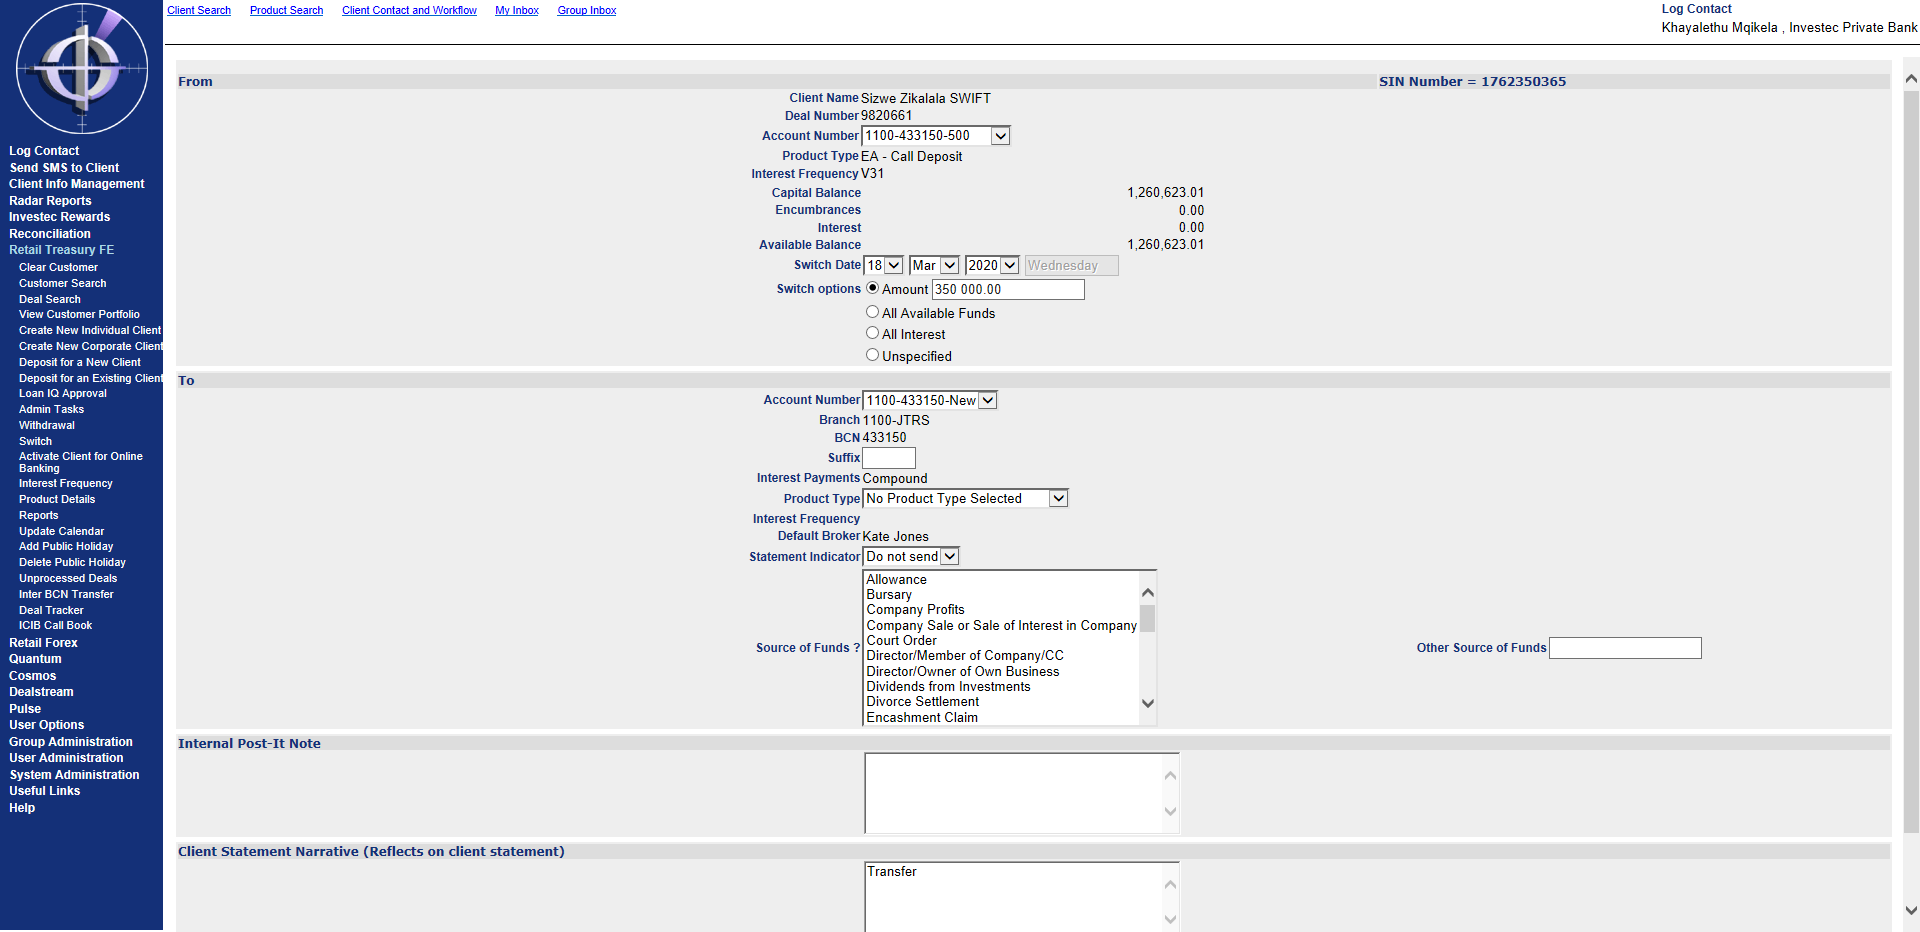 Client Search Product Search Client Contact and Workflow My Inbox Group Inbox
Log Contact
Khayalethu Mqikela , Investec Private Bank
Log Contact
Send SMS to Client
Client Info Management
Radar Reports
Investec Rewards
Reconciliation
Retail Treasury FE
Clear Customer
Customer Search
Deal Search
View Customer Portfolio
Create New Individual Client
Create New Corporate Client
Deposit for a New Client
Deposit for an Existing Client
Loan IQ Approval
Admin Tasks
Withdrawal
Switch
Activate Client for Online
Banking
Interest Frequency
Product Details
Reports
Update Calendar
Add Public Holiday
Delete Public Holiday
Unprocessed Deals
Inter BCN Transfer
Deal Tracker
ICIB Call Book
Retail Forex
Quantum
Cosmos
Dealstream
Pulse
User Options
Group Administration
User Administration
System Administration
Useful Links
Help
From SIN Number = 1762350365
Client Name Sizwe Zikalala SWIFT
Deal Number 9820661
Account Number 1100-433150-500
Product Type EA - Call Deposit
Interest Frequency V31
Capital Balance 1,260,623.01
Encumbrances 0.00
Interest 0.00
Available Balance 1,260,623.01
Switch Date 18 Mar 2020 Wednesday
Switch options Amount 350 000.00
All Available Funds
All Interest
Unspecified
To
Account Number 1100-433150-New
Branch 1100-JTRS
BCN 433150
Suffix
Interest Payments Compound
Product Type No Product Type Selected
Interest Frequency
Default Broker Kate Jones
Statement Indicator Do not send
Allowance
Bursary
Company Profits
Company Sale or Sale of Interest in Company
Court Order
Source of Funds ? Director/Member of Company/CC Other Source of Funds
Director/Owner of Own Business
Dividends from Investments
Divorce Settlement
Encashment Claim
Internal Post-It Note
Client Statement Narrative (Reflects on client statement)
Transfer